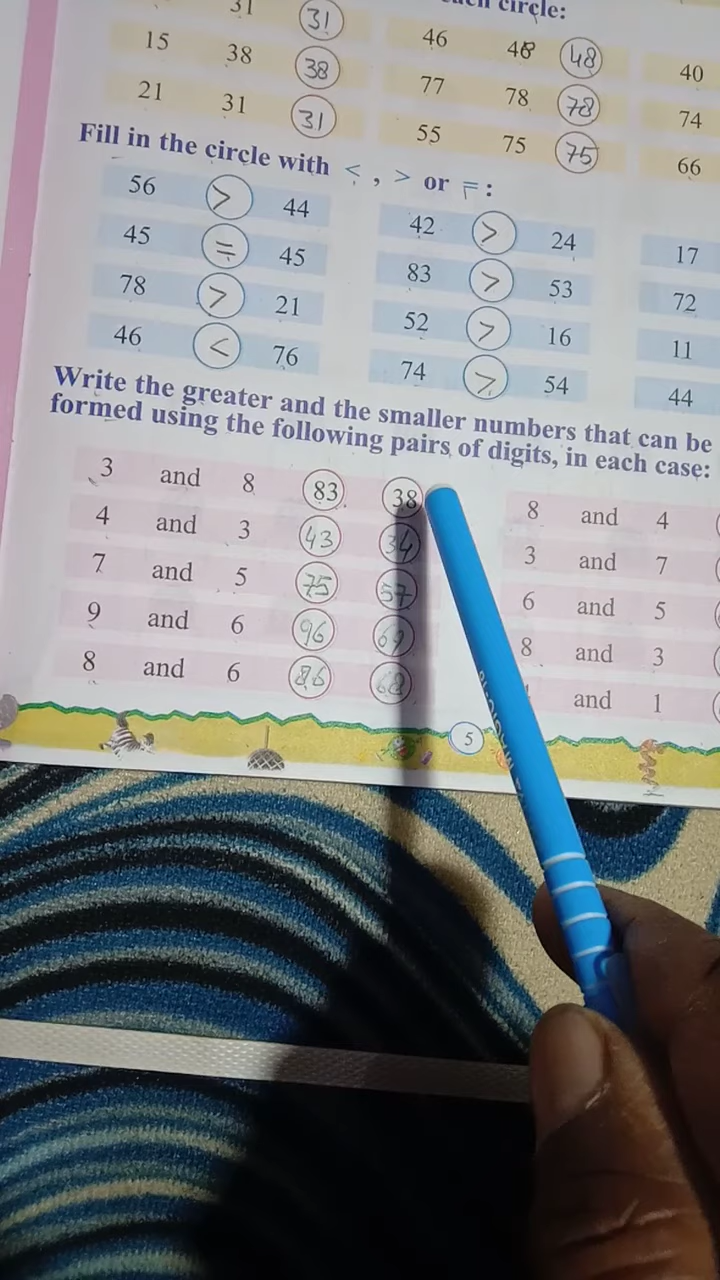 31 31
circle:
15 38 38 46 48 48 40
21 31 31 77 78 78 74
55 75 75 66
Fill in the circle with < , > or = :
56 > 44 42 > 24 17
45 = 45 83 > 53 72
78 > 21 52 > 16 11
46 < 76 74 > 54 44
Write the greater and the smaller numbers that can be
formed using the following pairs of digits, in each case:
3 and 8 83 38 8 and 4
4 and 3 43 34 3 and 7
7 and 5 75 57 6 and 5
9 and 6 96 69 8 and 3
8 and 6 86 68 and 1
5